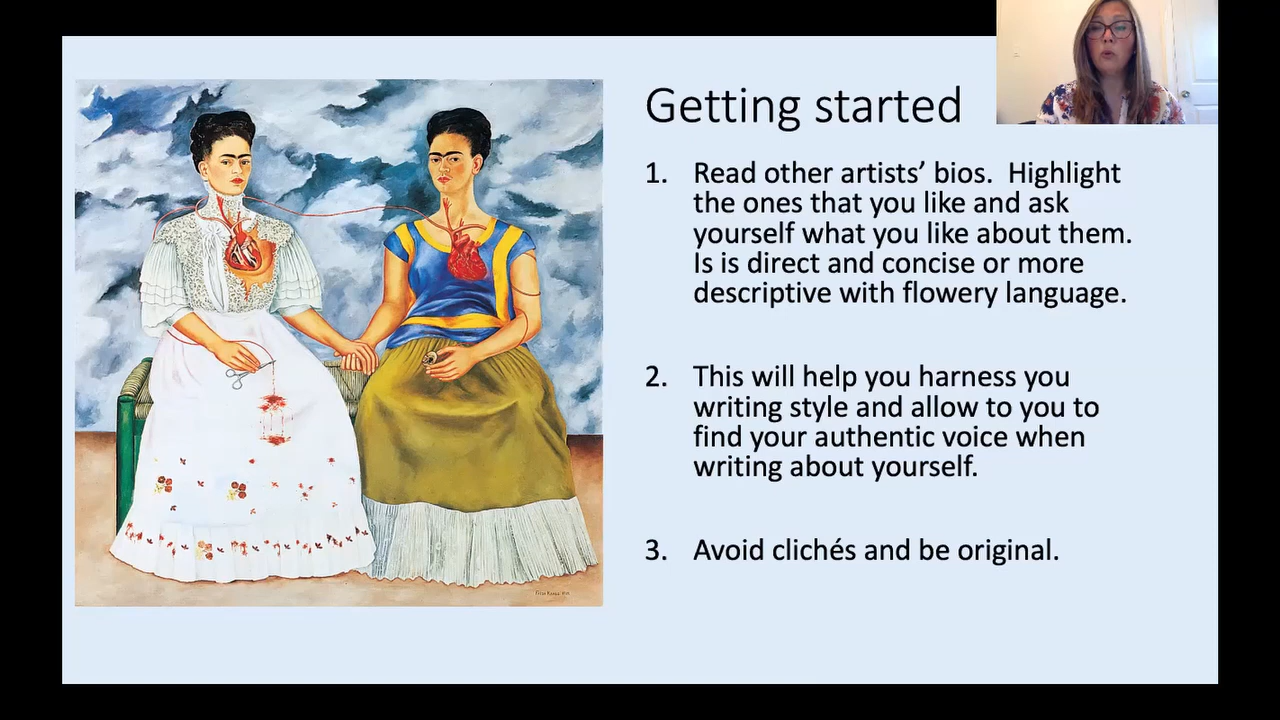 Getting started
1. Read other artists’ bios.  Highlight
the ones that you like and ask
yourself what you like about them.
Is is direct and concise or more
descriptive with flowery language.
2. This will help you harness you
writing style and allow to you to
find your authentic voice when
writing about yourself.
3. Avoid clichés and be original.